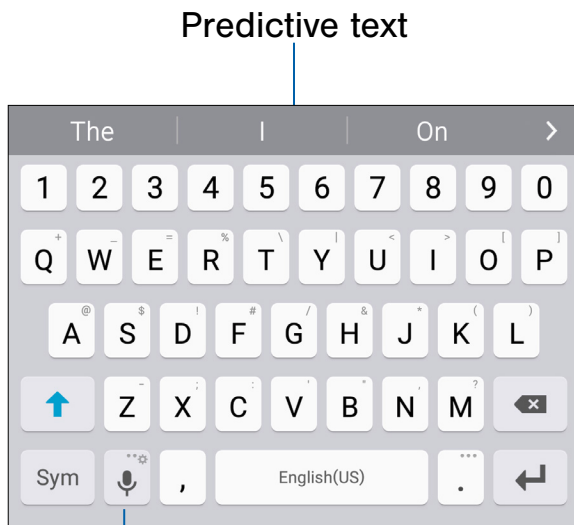 Predictive text
The I On >
1 2 3 4 5 6 7 8 9 0
+ _ = % \ | < > [ ]
Q W E R T Y U I O P
@ $ ! # / & * ( )
A S D F G H J K L
- ; : ' " , ?
Z X C V B N M
Sym , English(US) .